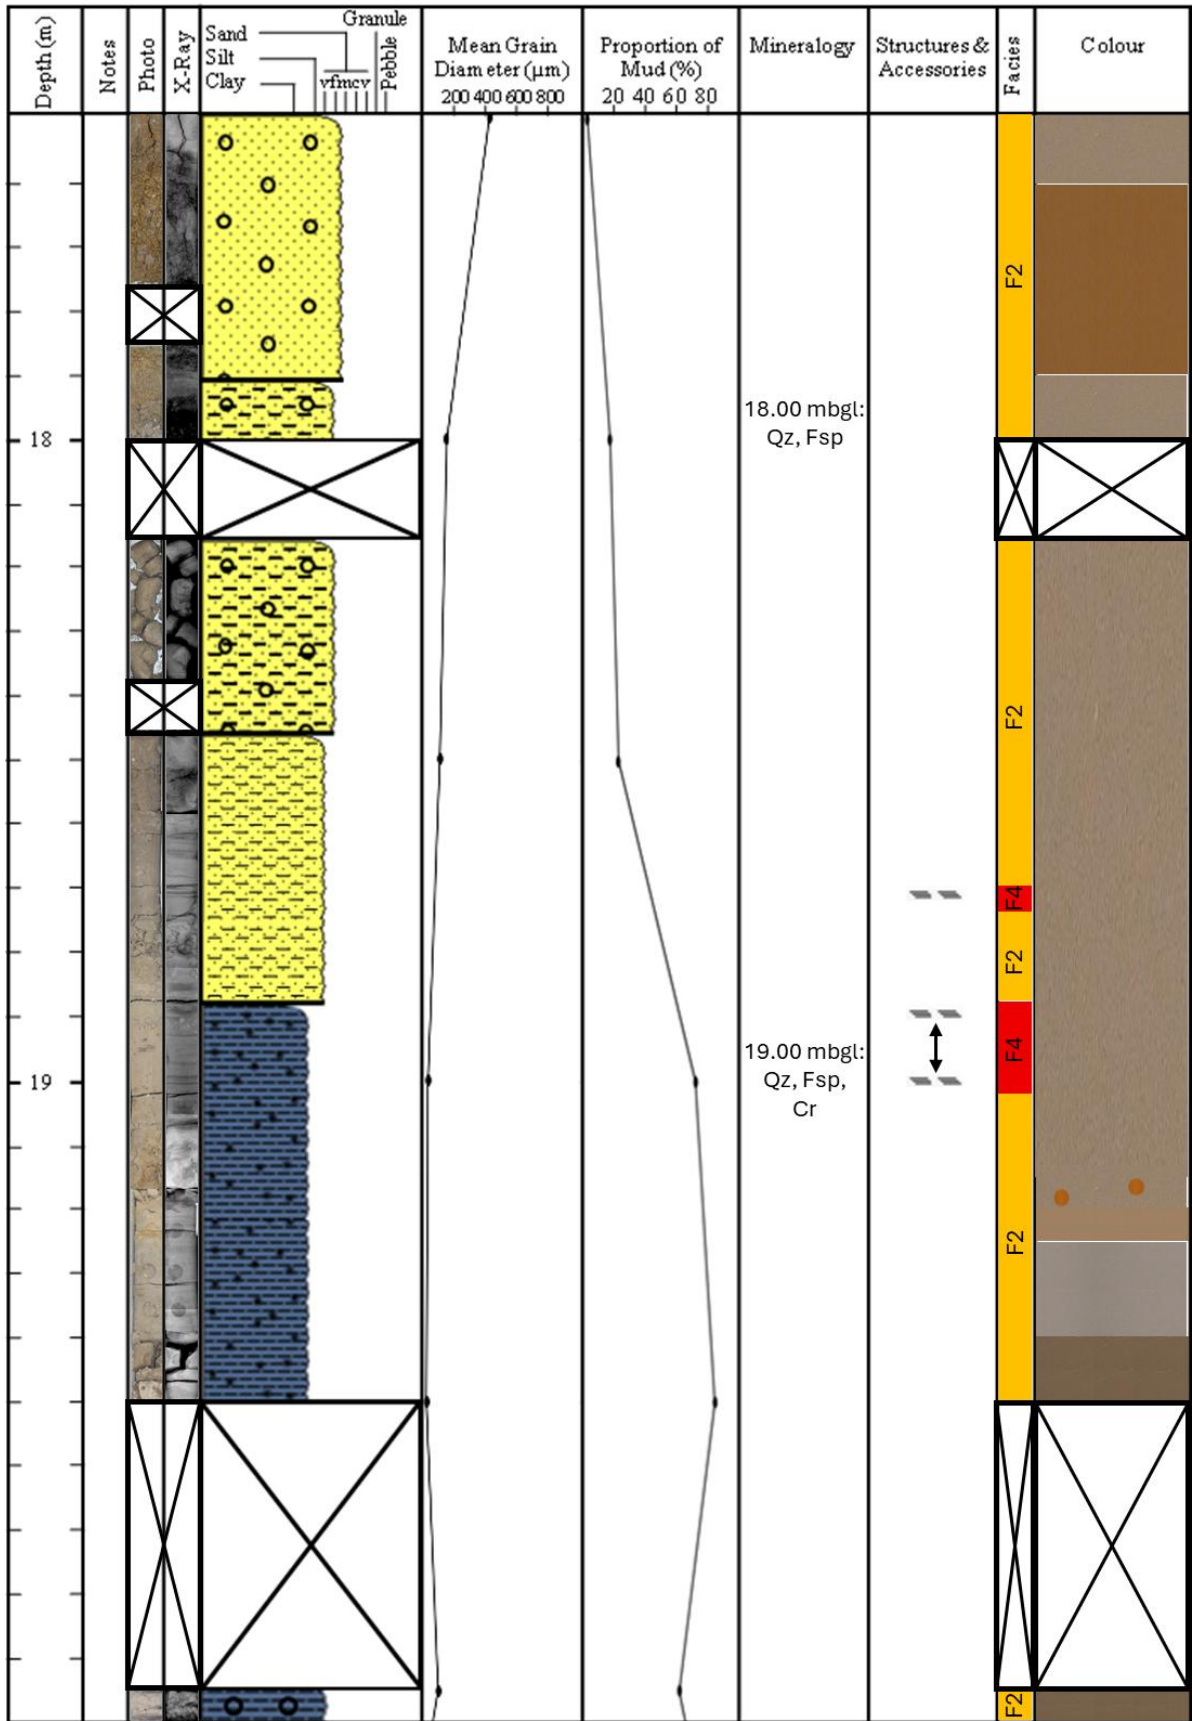 Depth (m)
Notes
Photo
X-Ray
Sand
Silt
Clay
vfmcv
Granule
Pebble
Mean Grain
Diameter (µm)
200 400 600 800
Proportion of
Mud (%)
20 40 60 80
Mineralogy
Structures &
Accessories
Facies
Colour
F2
18
18.00 mbgl:
Qz, Fsp
F2
F4
F2
19
19.00 mbgl:
Qz, Fsp,
Cr
F4
F2
F2